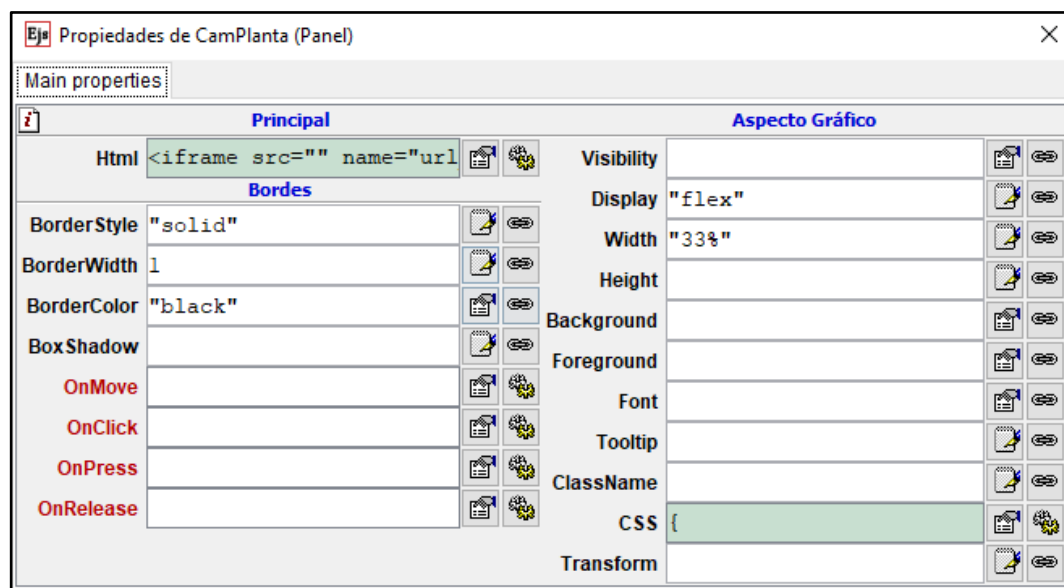 Ejs Propiedades de CamPlanta (Panel)
Main properties
Principal
Html <iframe src="" name="url
Bordes
BorderStyle "solid"
BorderWidth 1
BorderColor "black"
BoxShadow
OnMove
OnClick
OnPress
OnRelease
Aspecto Gráfico
Visibility
Display "flex"
Width "33%"
Height
Background
Foreground
Font
Tooltip
ClassName
CSS {
Transform